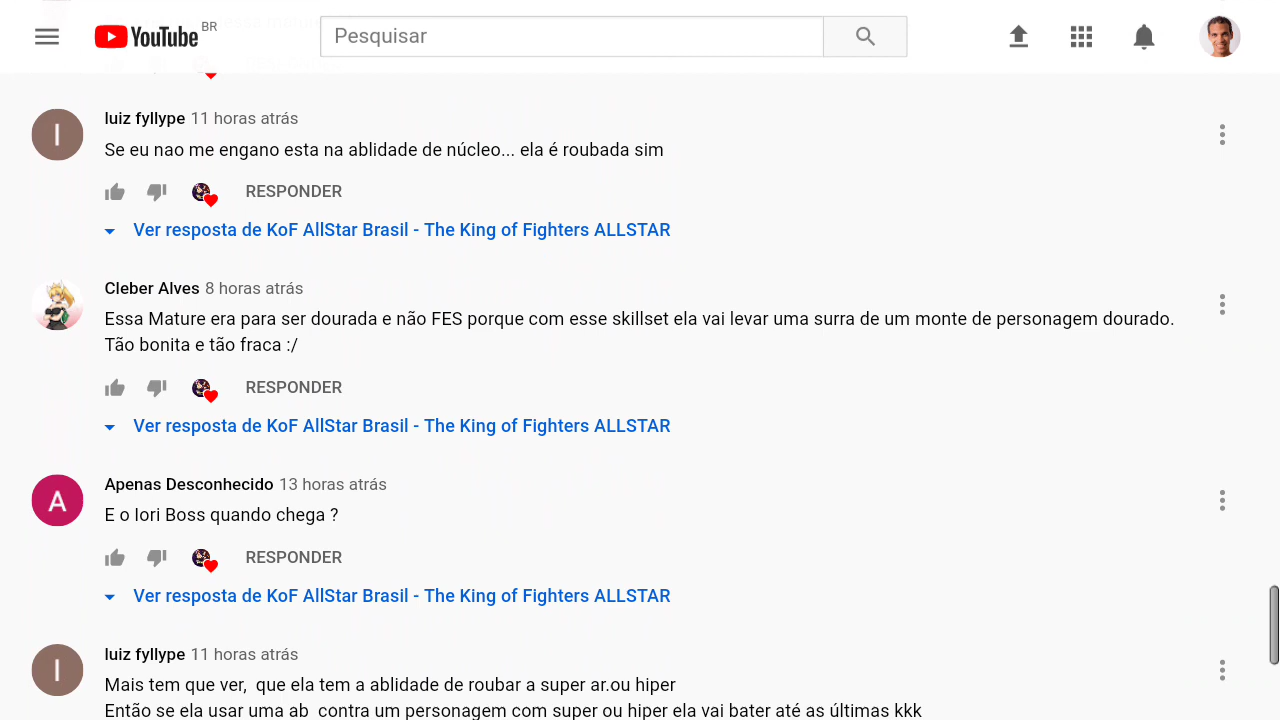 YouTube BR
Pesquisar
luiz fyllype 11 horas atrás
Se eu nao me engano esta na ablidade de núcleo... ela é roubada sim
RESPONDER
Ver resposta de KoF AllStar Brasil - The King of Fighters ALLSTAR
Cleber Alves 8 horas atrás
Essa Mature era para ser dourada e não FES porque com esse skillset ela vai levar uma surra de um monte de personagem dourado.
Tão bonita e tão fraca :/
RESPONDER
Ver resposta de KoF AllStar Brasil - The King of Fighters ALLSTAR
A
Apenas Desconhecido 13 horas atrás
E o Iori Boss quando chega ?
RESPONDER
Ver resposta de KoF AllStar Brasil - The King of Fighters ALLSTAR
luiz fyllype 11 horas atrás
Mais tem que ver,  que ela tem a ablidade de roubar a super ar.ou hiper
Então se ela usar uma ab  contra um personagem com super ou hiper ela vai bater até as últimas kkk